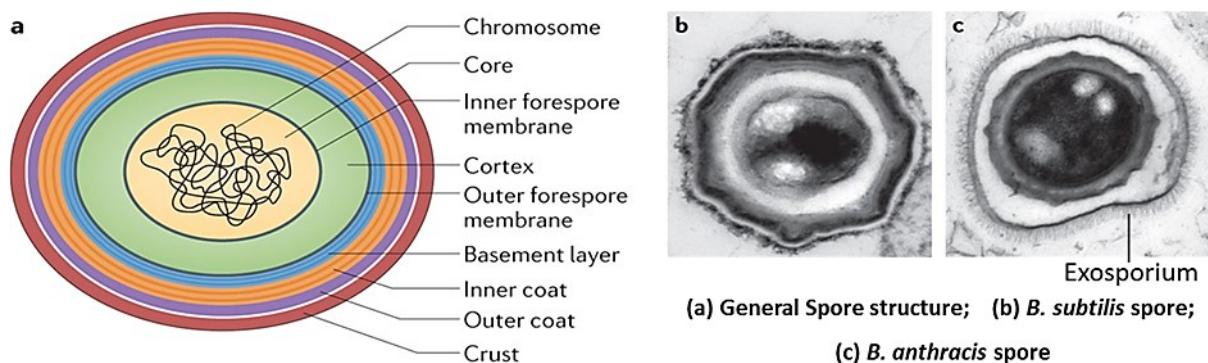 a
Chromosome
Core
Inner forespore
membrane
Cortex
Outer forespore
membrane
Basement layer
Inner coat
Outer coat
Crust
b
c
Exosporium
(a) General Spore structure; (b) B. subtilis spore;
(c) B. anthracis spore